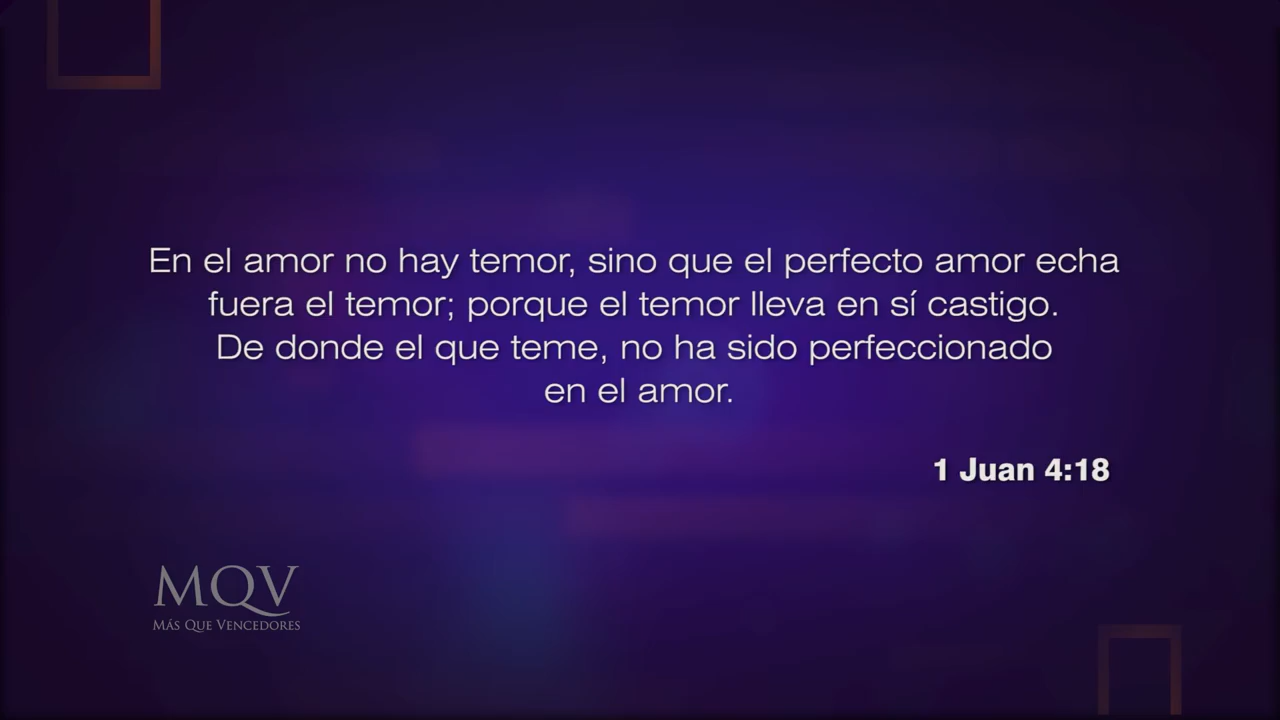 En el amor no hay temor, sino que el perfecto amor echa
fuera el temor; porque el temor lleva en sí castigo.
De donde el que teme, no ha sido perfeccionado
en el amor.
1 Juan 4:18
MQV
MÁS QUE VENCEDORES